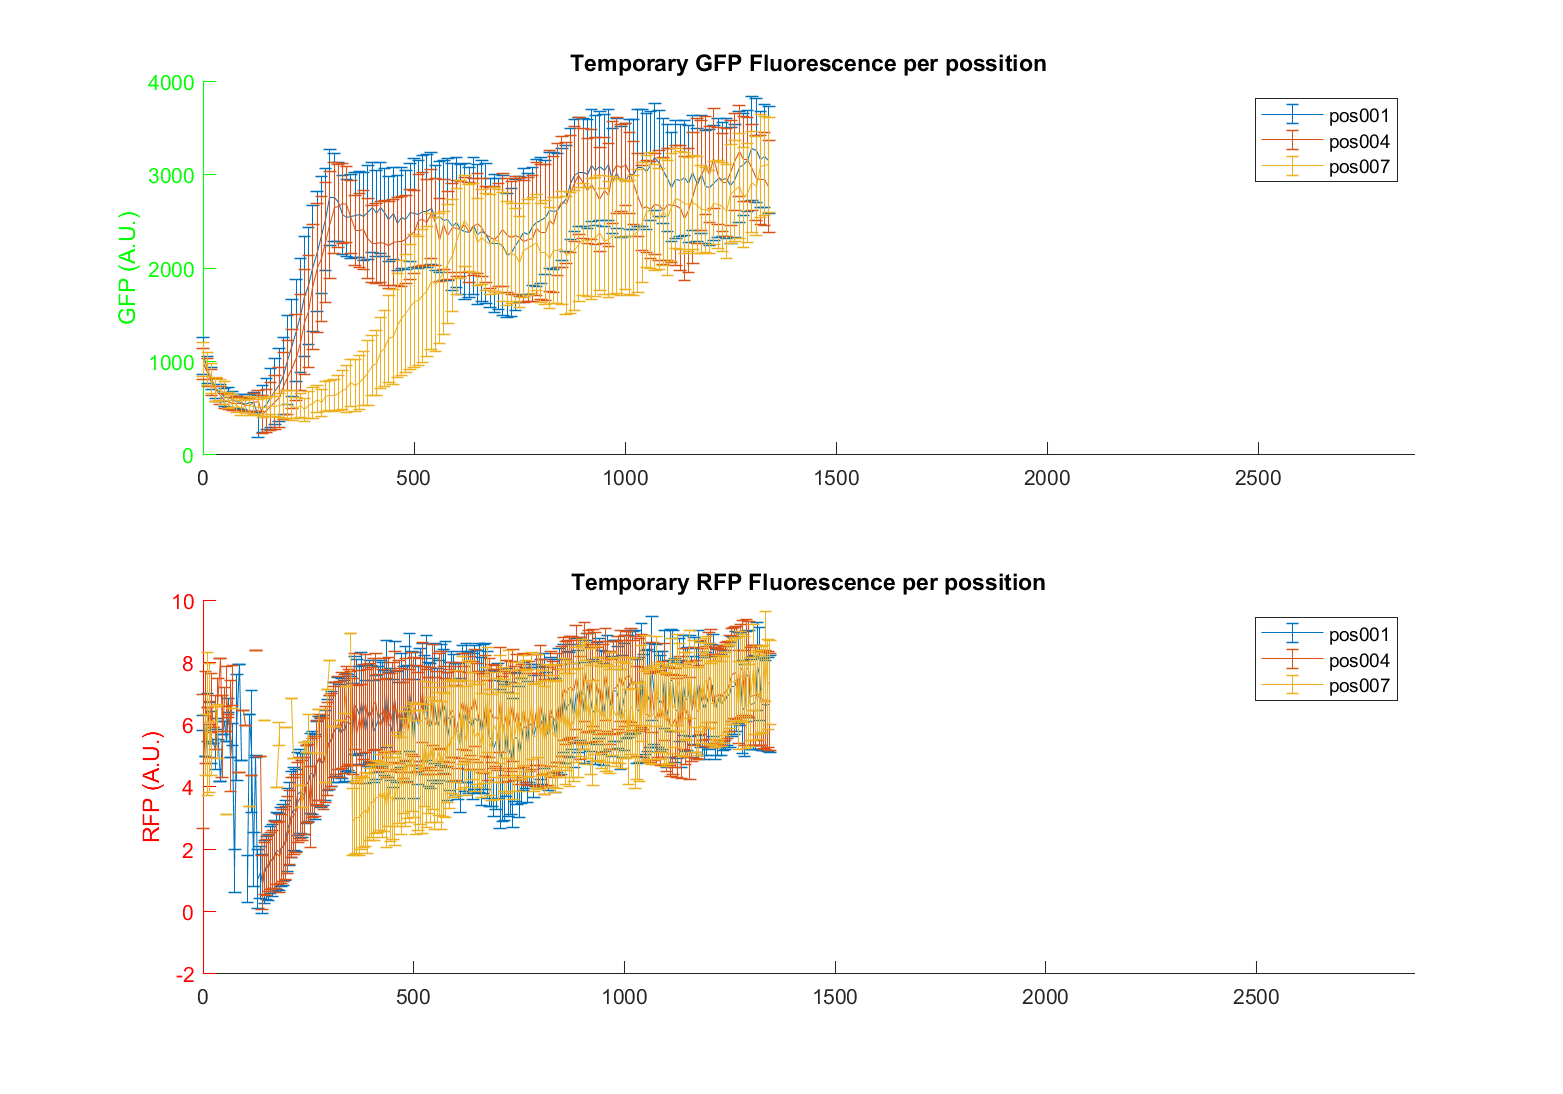 Temporary GFP Fluorescence per possition
GFP (A.U.)
4000
3000
2000
1000
0
0 500 1000 1500 2000 2500
pos001
pos004
pos007
Temporary RFP Fluorescence per possition
RFP (A.U.)
10
8
6
4
2
0
-2
0 500 1000 1500 2000 2500
pos001
pos004
pos007